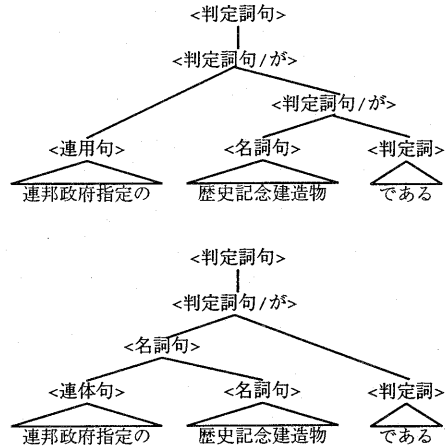 <判定詞句>
<判定詞句/が>
<判定詞句/が>
<連用句> <名詞句> <判定詞>
連邦政府指定の 歴史記念建造物 である
<判定詞句>
<判定詞句/が>
<名詞句>
<連体句> <名詞句> <判定詞>
連邦政府指定の 歴史記念建造物 である